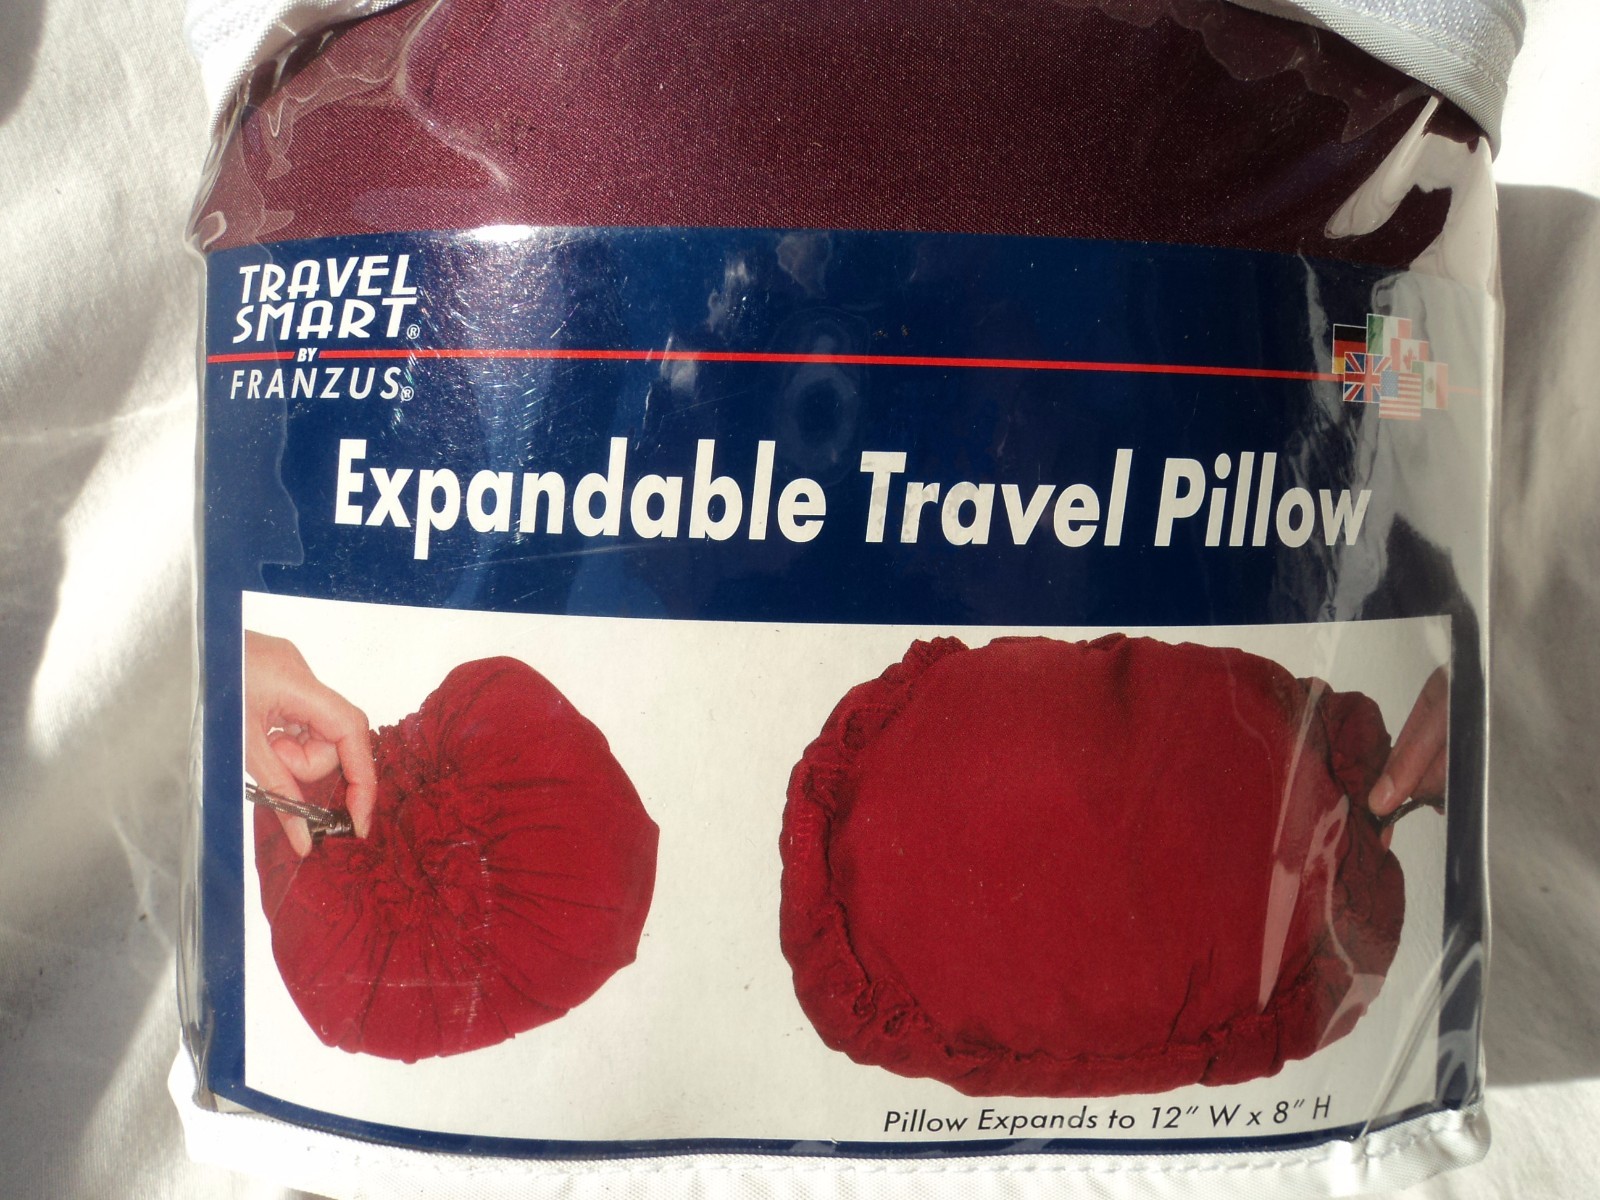 TRAVEL
SMART®
BY
FRANZUS®
Expandable Travel Pillow
Pillow Expands to 12" W x 8" H